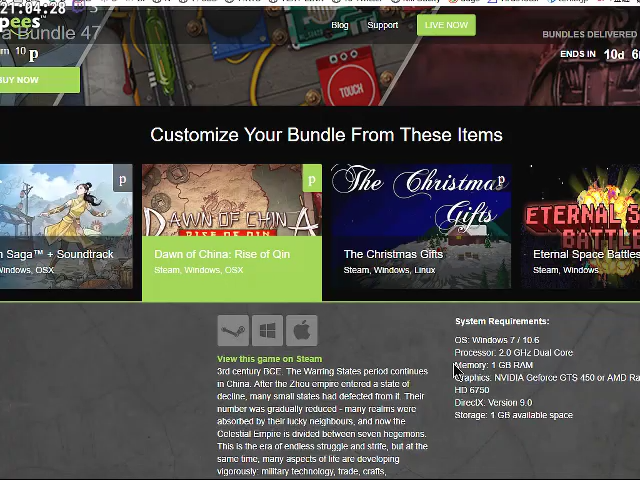 21:04:28
pees
a Bundle 47
Blog
Support
LIVE NOW
BUNDLES DELIVERED
m 10 p
ENDS IN 10d 6
BUY NOW
TOUCH
Customize Your Bundle From These Items
p
p
p
DAWN OF CHINA
RISE OF QIN
The Christmas
Gifts
ETERNAL S
BATTL
Saga™ + Soundtrack
Windows, OSX
Dawn of China: Rise of Qin
Steam, Windows, OSX
The Christmas Gifts
Steam, Windows, Linux
Eternal Space Battles
Steam, Windows
System Requirements:
OS: Windows 7 / 10.6
Processor: 2.0 GHz Dual Core
Memory: 1 GB RAM
Graphics: NVIDIA Geforce GTS 450 or AMD Ra
HD 6750
DirectX: Version 9.0
Storage: 1 GB available space
View this game on Steam
3rd century BCE. The Warring States period continues
in China. After the Zhou empire entered a state of
decline, many small states had defected from it. Their
number was gradually reduced - many realms were
absorbed by their lucky neighbours, and now the
Celestial Empire is divided between seven hegemons.
This is the era of endless struggle and strife, but at the
same time, many aspects of life are developing
vigorously: military technology, trade, crafts,